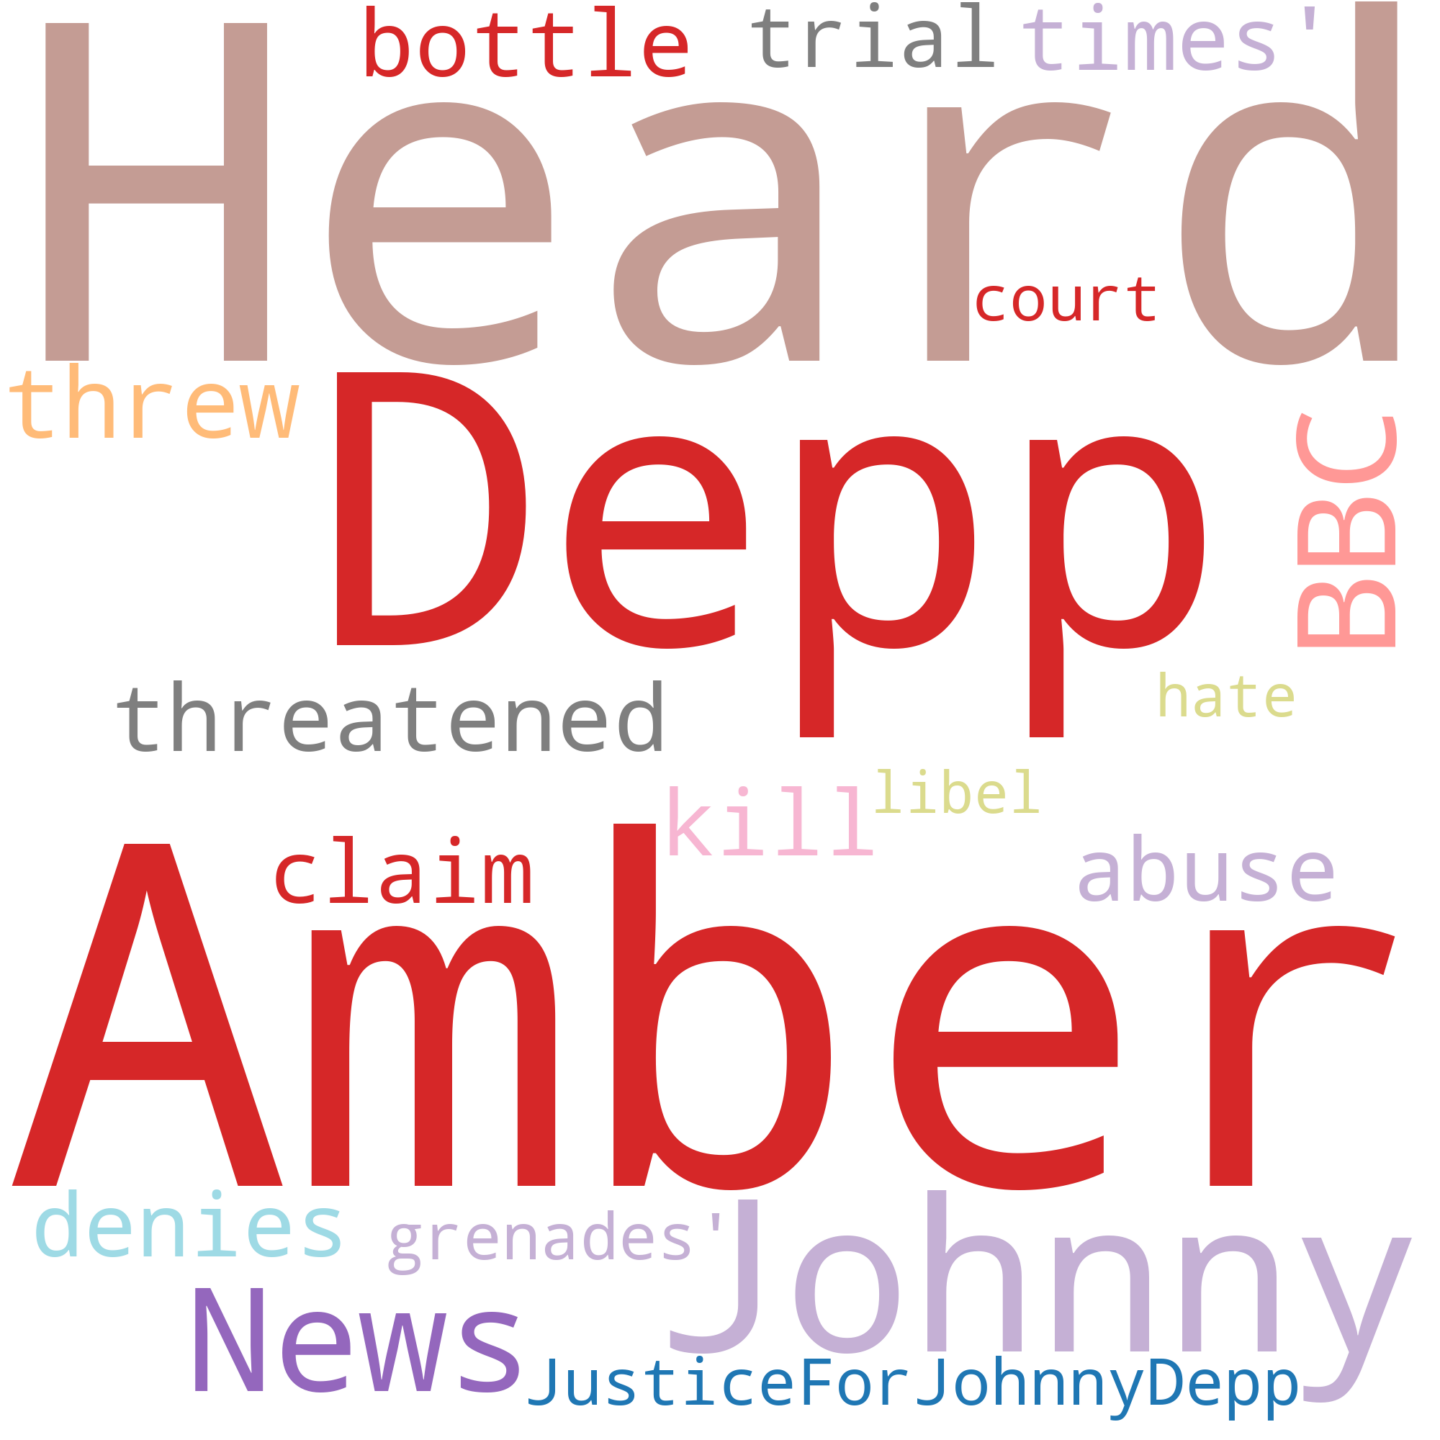 bottle
trial
times'
Heard
court
threw
Depp
BBC
threatened
hate
kill
libel
claim
abuse
Amber
denies
grenades'
Johnny
News
JusticeForJohnnyDepp